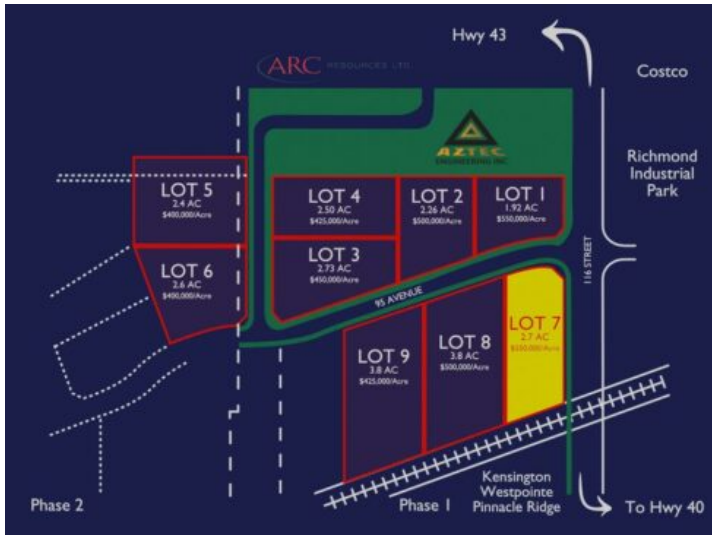 Hwy 43
ARC RESOURCES LTD.
Costco
AZTEC
ENGINEERING INC
Richmond
Industrial
Park
LOT 5
2.4 AC
$400,000/Acre
LOT 4
2.50 AC
$425,000/Acre
LOT 2
2.26 AC
$500,000/Acre
LOT 1
1.92 AC
$550,000/Acre
LOT 6
2.6 AC
$400,000/Acre
LOT 3
2.73 AC
$450,000/Acre
116 STREET
95 AVENUE
LOT 7
2.7 AC
$550,000/Acre
LOT 8
3.8 AC
$500,000/Acre
LOT 9
3.8 AC
$425,000/Acre
Phase 2
Phase 1
Kensington
Westpointe
Pinnacle Ridge
To Hwy 40